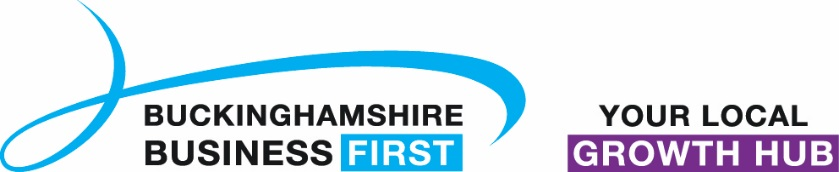 BUCKINGHAMSHIRE
BUSINESS FIRST
YOUR LOCAL
GROWTH HUB